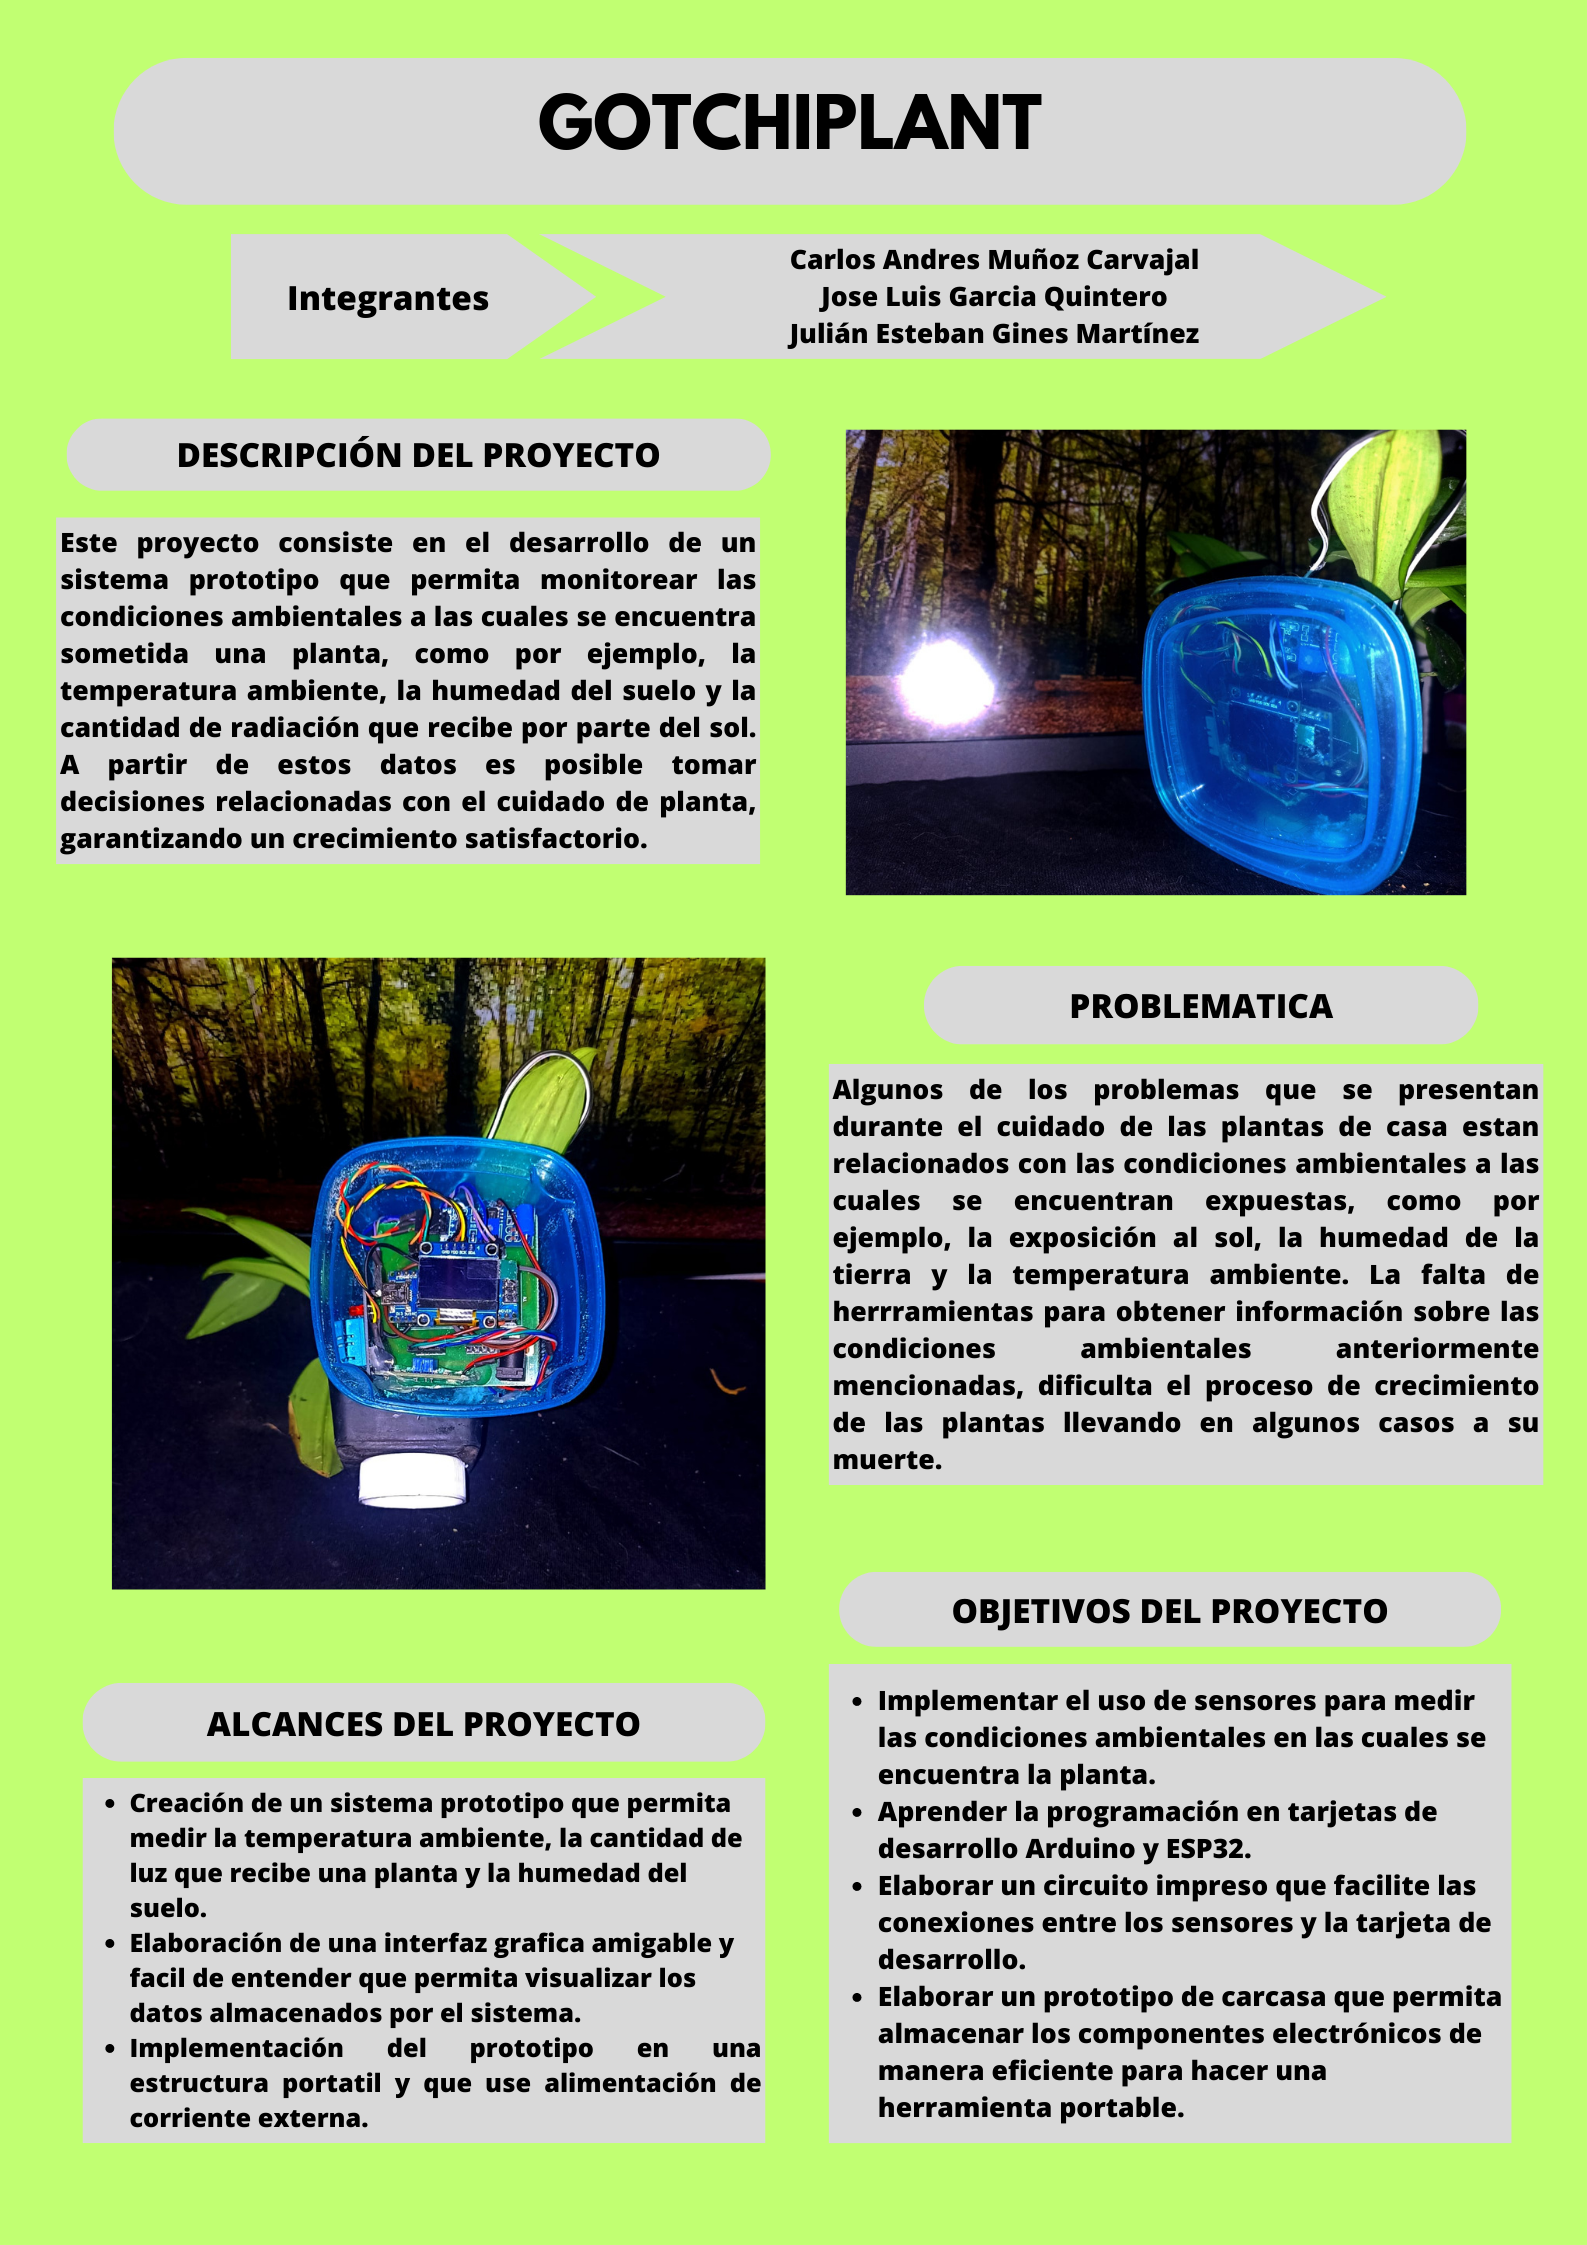 GOTCHIPLANT
Integrantes
Carlos Andres Muñoz Carvajal
Jose Luis Garcia Quintero
Julián Esteban Gines Martínez
DESCRIPCIÓN DEL PROYECTO
Este proyecto consiste en el desarrollo de un
sistema prototipo que permita monitorear las
condiciones ambientales a las cuales se encuentra
sometida una planta, como por ejemplo, la
temperatura ambiente, la humedad del suelo y la
cantidad de radiación que recibe por parte del sol.
A partir de estos datos es posible tomar
decisiones relacionadas con el cuidado de planta,
garantizando un crecimiento satisfactorio.
PROBLEMATICA
Algunos de los problemas que se presentan
durante el cuidado de las plantas de casa estan
relacionados con las condiciones ambientales a las
cuales se encuentran expuestas, como por
ejemplo, la exposición al sol, la humedad de la
tierra y la temperatura ambiente. La falta de
herrramientas para obtener información sobre las
condiciones ambientales anteriormente
mencionadas, dificulta el proceso de crecimiento
de las plantas llevando en algunos casos a su
muerte.
ALCANCES DEL PROYECTO
• Creación de un sistema prototipo que permita
medir la temperatura ambiente, la cantidad de
luz que recibe una planta y la humedad del
suelo.
• Elaboración de una interfaz grafica amigable y
facil de entender que permita visualizar los
datos almacenados por el sistema.
• Implementación del prototipo en una
estructura portatil y que use alimentación de
corriente externa.
OBJETIVOS DEL PROYECTO
• Implementar el uso de sensores para medir
las condiciones ambientales en las cuales se
encuentra la planta.
• Aprender la programación en tarjetas de
desarrollo Arduino y ESP32.
• Elaborar un circuito impreso que facilite las
conexiones entre los sensores y la tarjeta de
desarrollo.
• Elaborar un prototipo de carcasa que permita
almacenar los componentes electrónicos de
manera eficiente para hacer una
herramienta portable.